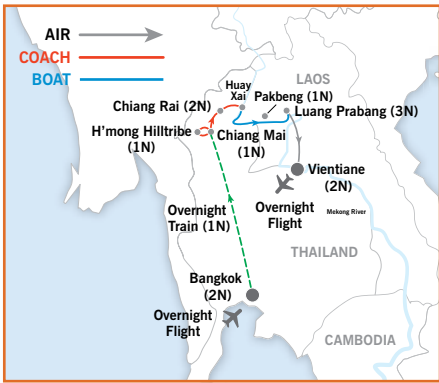 AIR
COACH
BOAT
LAOS
Huay
Xai
Pakbeng (1N)
Chiang Rai (2N)
Luang Prabang (3N)
H'mong Hilltribe
(1N)
Chiang Mai
(1N)
Vientiane
(2N)
Overnight
Flight
Mekong River
Overnight
Train (1N)
THAILAND
Bangkok
(2N)
Overnight
Flight
CAMBODIA